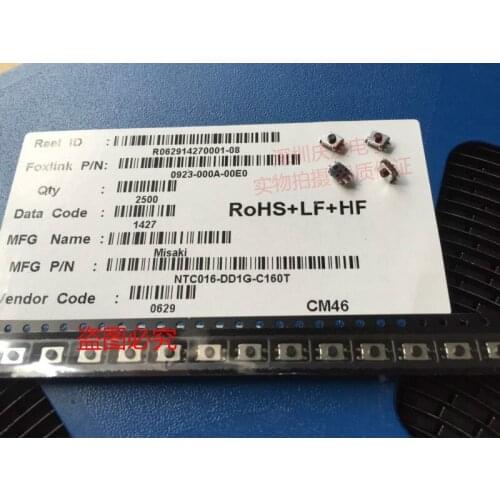 Reel ID :
R062914270001-08
Foxlink P/N:
0923-000A-00E0
Qty :
2500
RoHS+LF+HF
Data Code :
1427
MFG Name :
Misaki
MFG P/N :
NTC016-DD1G-C160T
Vendor Code :
0629
CM46
实物拍摄
盗图必究